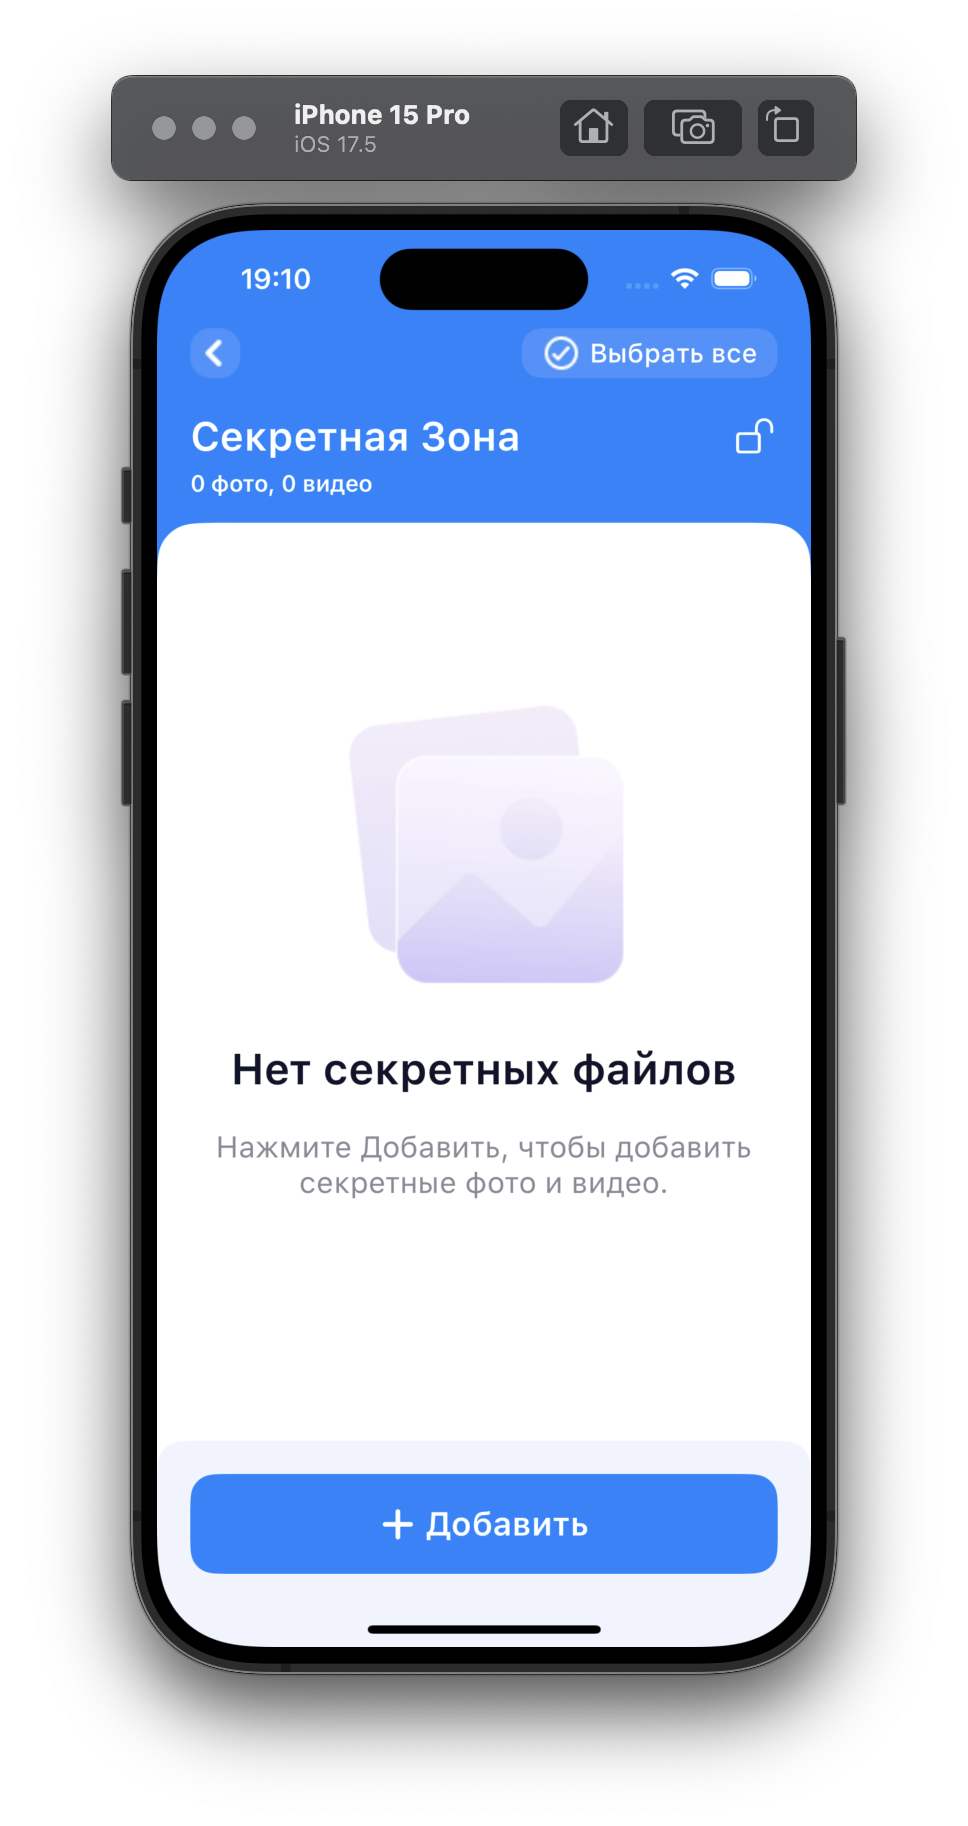 iPhone 15 Pro
iOS 17.5
19:10
Выбрать все
Секретная Зона
0 фото, 0 видео
Нет секретных файлов
Нажмите Добавить, чтобы добавить
секретные фото и видео.
+ Добавить